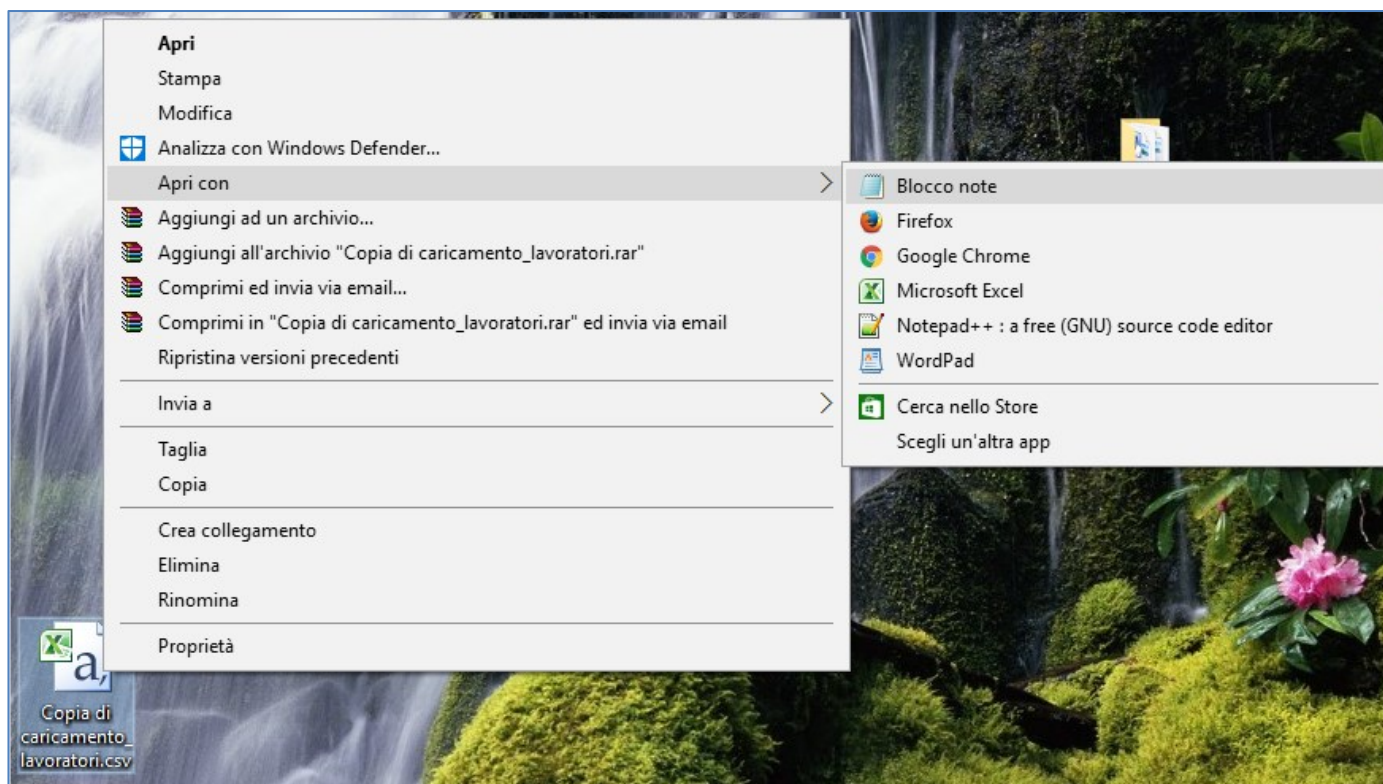 Apri
Stampa
Modifica
Analizza con Windows Defender...
Apri con
Aggiungi ad un archivio...
Aggiungi all'archivio "Copia di caricamento_lavoratori.rar"
Comprimi ed invia via email...
Comprimi in "Copia di caricamento_lavoratori.rar" ed invia via email
Ripristina versioni precedenti
Invia a
Taglia
Copia
Crea collegamento
Elimina
Rinomina
Proprietà
Blocco note
Firefox
Google Chrome
Microsoft Excel
Notepad++ : a free (GNU) source code editor
WordPad
Cerca nello Store
Scegli un'altra app
a,
Copia di
caricamento_
lavoratori.csv